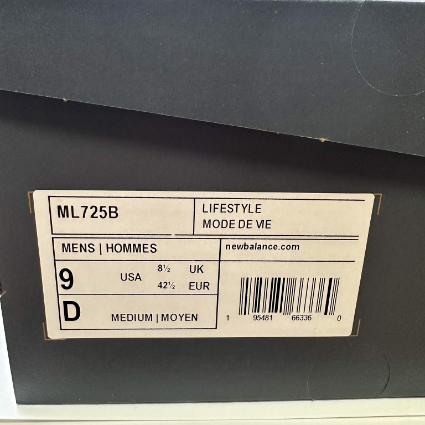 ML725B
LIFESTYLE
MODE DE VIE
MENS | HOMMES
newbalance.com
9 USA 8½ UK
42½ EUR
D MEDIUM | MOYEN
1 95481 66336 0